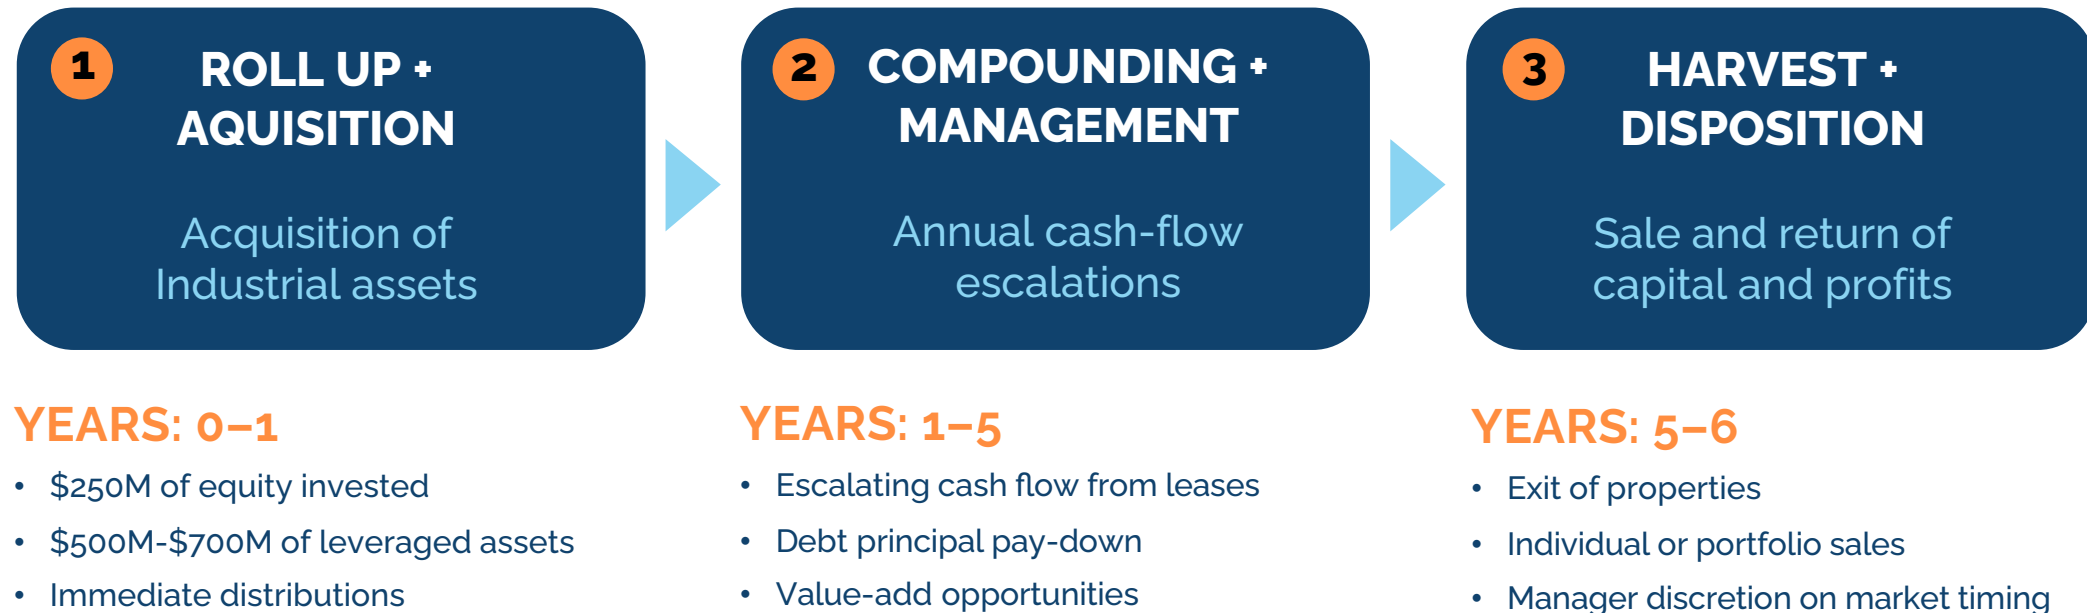 1
ROLL UP +
AQUISITION
Acquisition of
Industrial assets
YEARS: 0–1
• $250M of equity invested
• $500M-$700M of leveraged assets
• Immediate distributions
2
COMPOUNDING +
MANAGEMENT
Annual cash-flow
escalations
YEARS: 1–5
• Escalating cash flow from leases
• Debt principal pay-down
• Value-add opportunities
3
HARVEST +
DISPOSITION
Sale and return of
capital and profits
YEARS: 5–6
• Exit of properties
• Individual or portfolio sales
• Manager discretion on market timing